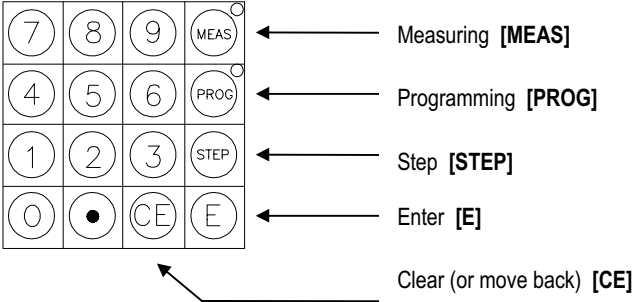 7 8 9 MEAS Measuring [MEAS]
4 5 6 PROG Programming [PROG]
1 2 3 STEP Step [STEP]
0 • CE E Enter [E]
Clear (or move back) [CE]